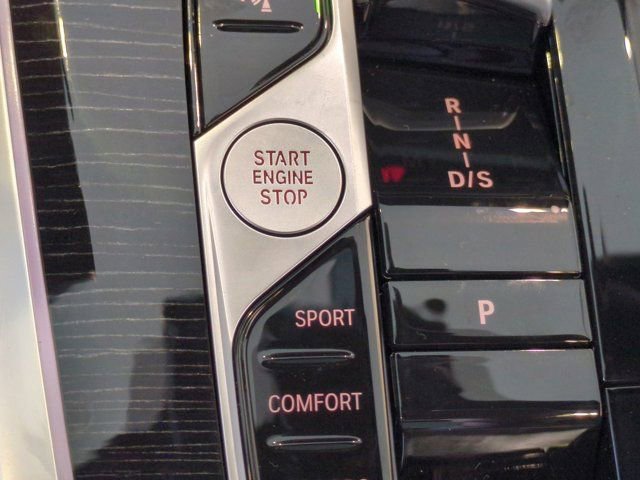 START
ENGINE
STOP
R
N
D/S
P
SPORT
COMFORT